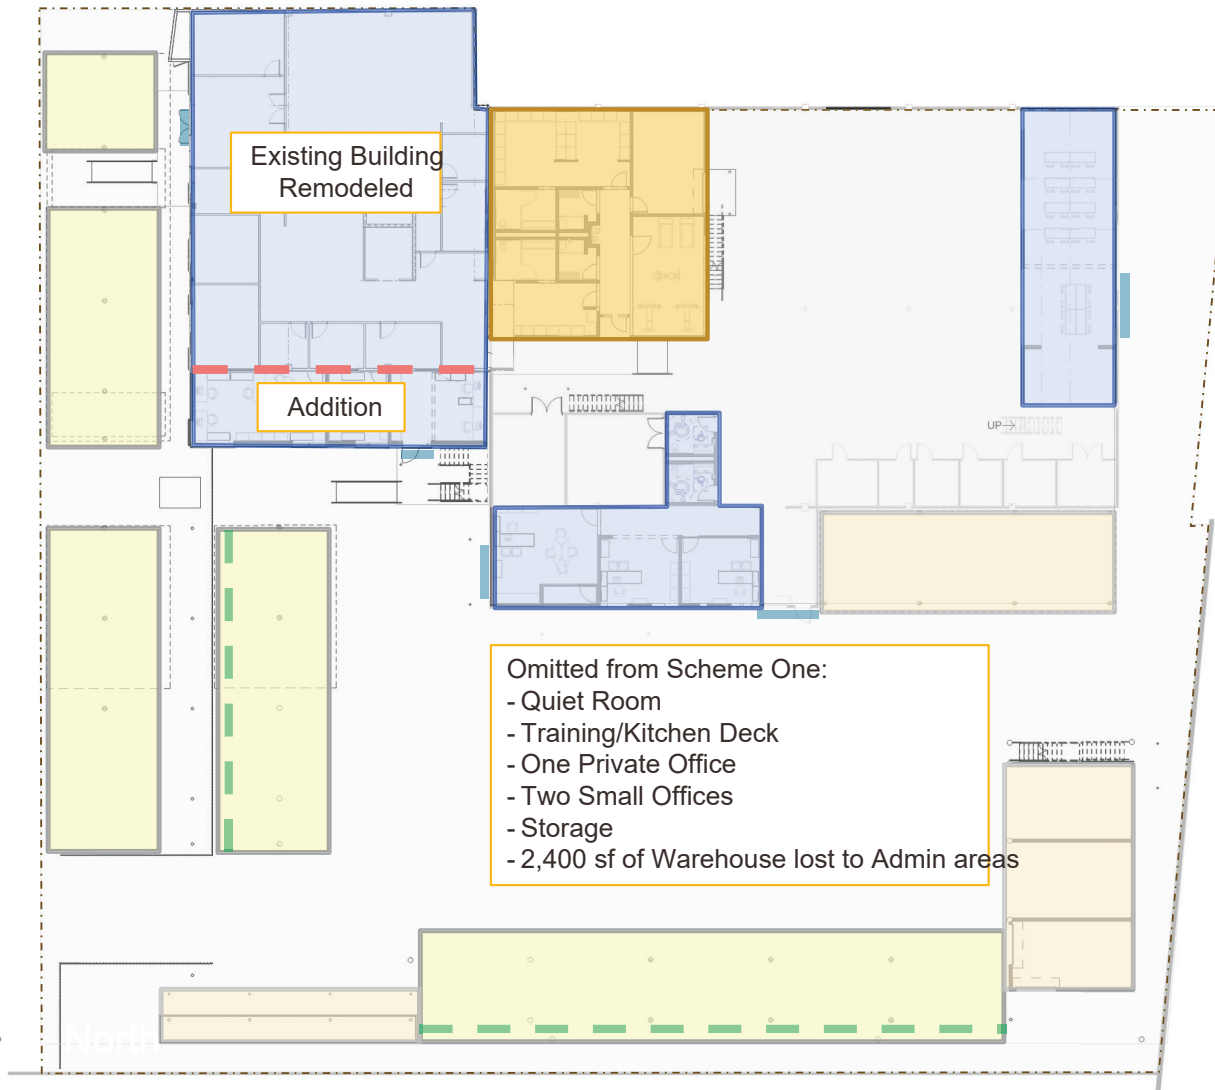 Existing Building
Remodeled
Addition
UP
Omitted from Scheme One:
- Quiet Room
- Training/Kitchen Deck
- One Private Office
- Two Small Offices
- Storage
- 2,400 sf of Warehouse lost to Admin areas
North